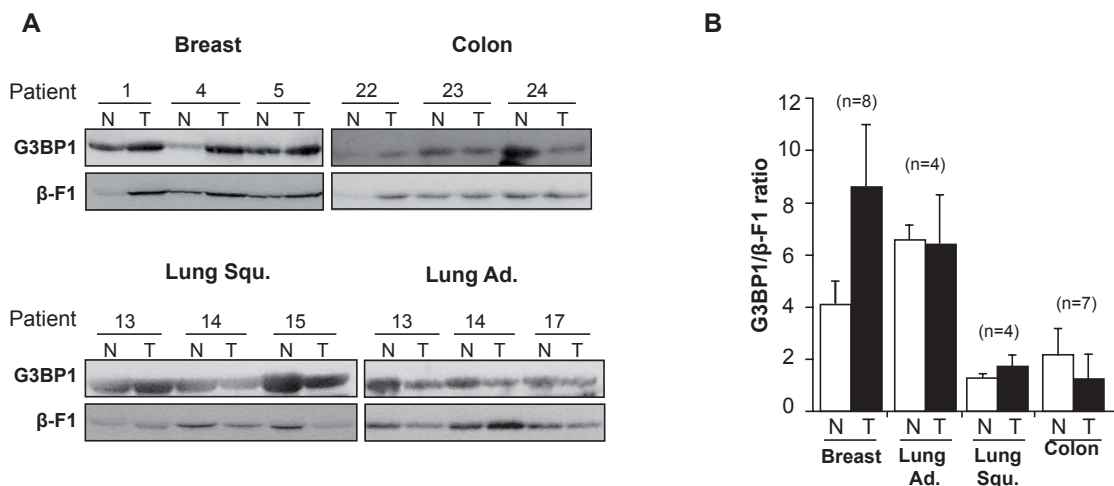 A
Breast
Colon
Patient
1 4 5 22 23 24
N T N T N T N T N T N T
G3BP1
β-F1
Lung Squ.
Lung Ad.
Patient
13 14 15 13 14 17
N T N T N T N T N T N T
G3BP1
β-F1
B
G3BP1/β-F1 ratio
12
10
8
6
4
2
0
(n=8)
(n=4)
(n=4)
(n=7)
N T N T N T N T
Breast
Lung
Ad.
Lung
Squ.
Colon